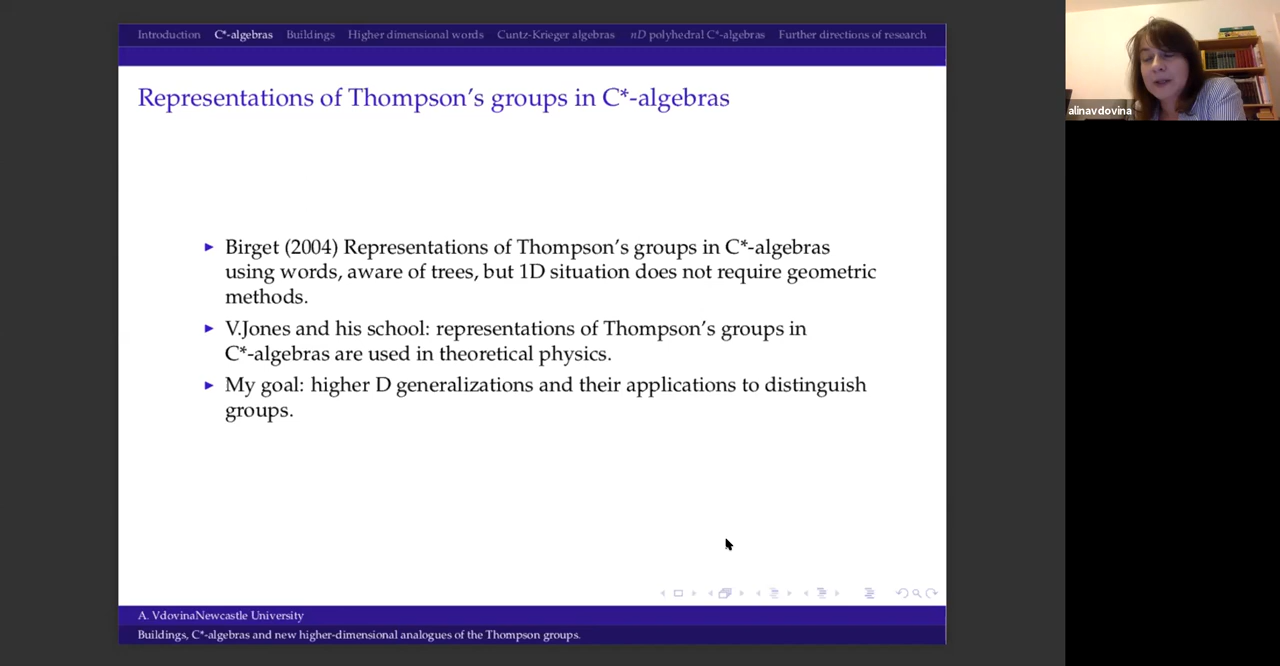 Introduction C*-algebras Buildings Higher dimensional words Cuntz-Krieger algebras nD polyhedral C*-algebras Further directions of research
Representations of Thompson's groups in C*-algebras
Birget (2004) Representations of Thompson's groups in C*-algebras
using words, aware of trees, but 1D situation does not require geometric
methods.
V.Jones and his school: representations of Thompson's groups in
C*-algebras are used in theoretical physics.
My goal: higher D generalizations and their applications to distinguish
groups.
A. VdovinaNewcastle University
Buildings, C*-algebras and new higher-dimensional analogues of the Thompson groups.
alinavdovina